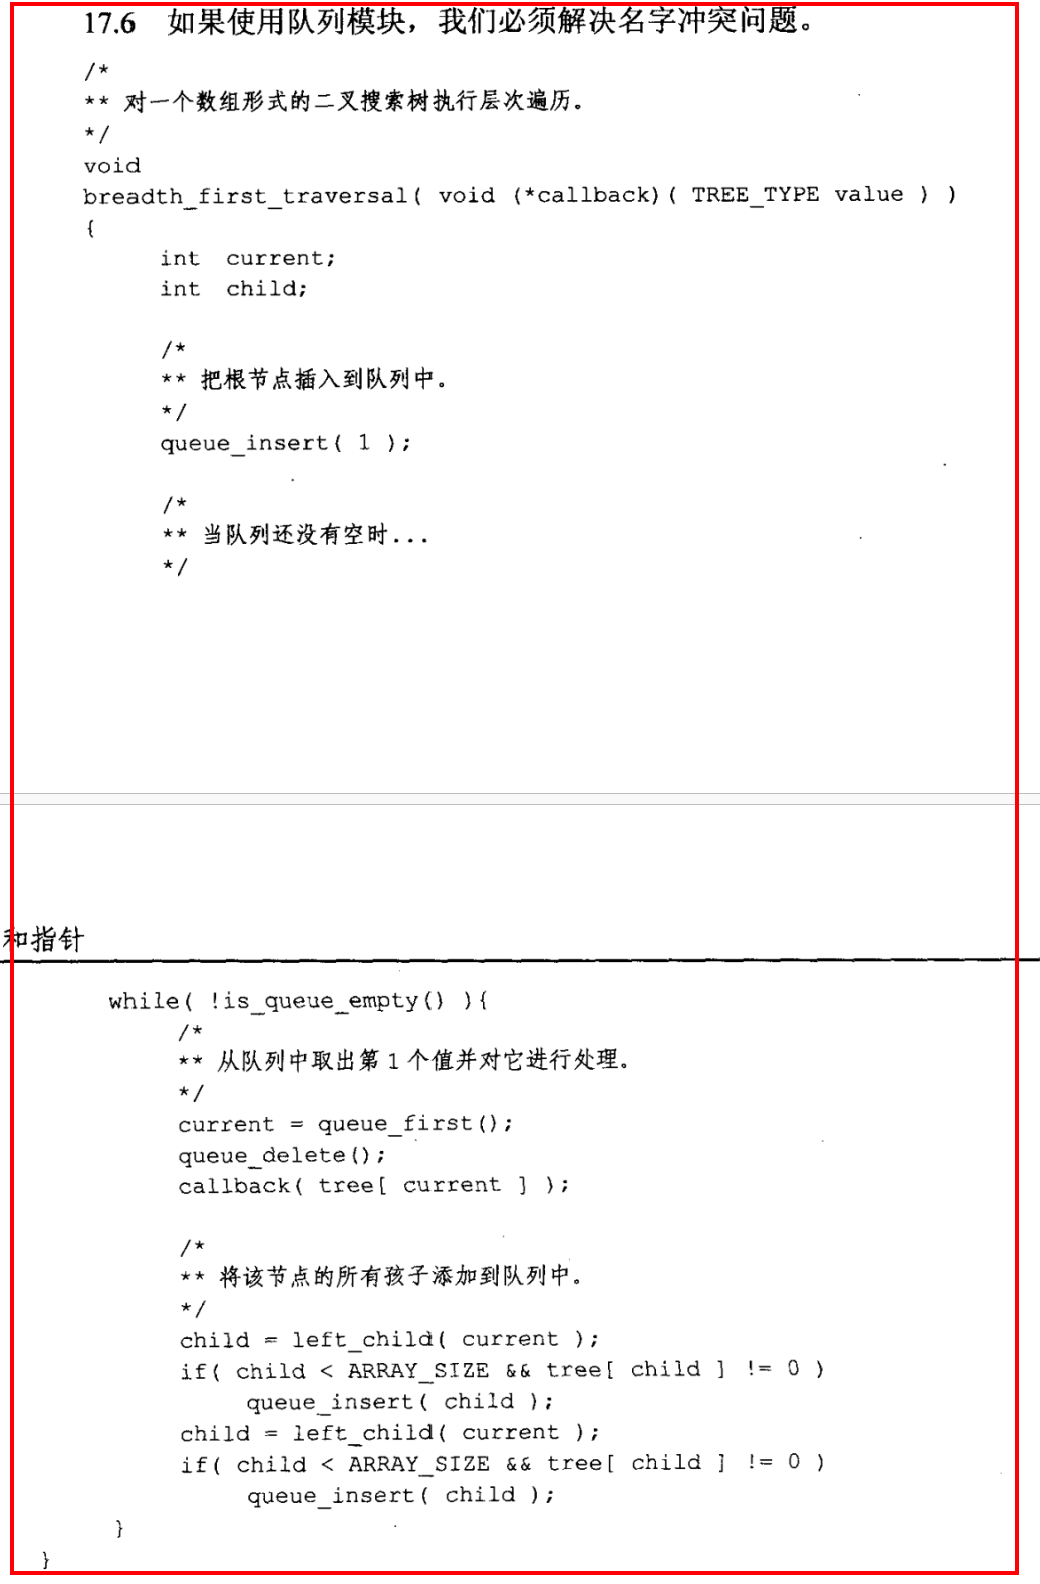 17.6 如果使用队列模块，我们必须解决名字冲突问题。
/*
** 对一个数组形式的二叉搜索树执行层次遍历。
*/
void
breadth_first_traversal( void (*callback)( TREE_TYPE value ) )
{
int current;
int child;
/*
** 把根节点插入到队列中。
*/
queue_insert( 1 );
/*
** 当队列还没有空时...
*/
和指针
while( !is_queue_empty() ){
/*
** 从队列中取出第1个值并对它进行处理。
*/
current = queue_first();
queue_delete();
callback( tree[ current ] );
/*
** 将该节点的所有孩子添加到队列中。
*/
child = left_child( current );
if( child < ARRAY_SIZE && tree[ child ] != 0 )
queue_insert( child );
child = left_child( current );
if( child < ARRAY_SIZE && tree[ child ] != 0 )
queue_insert( child );
}
}